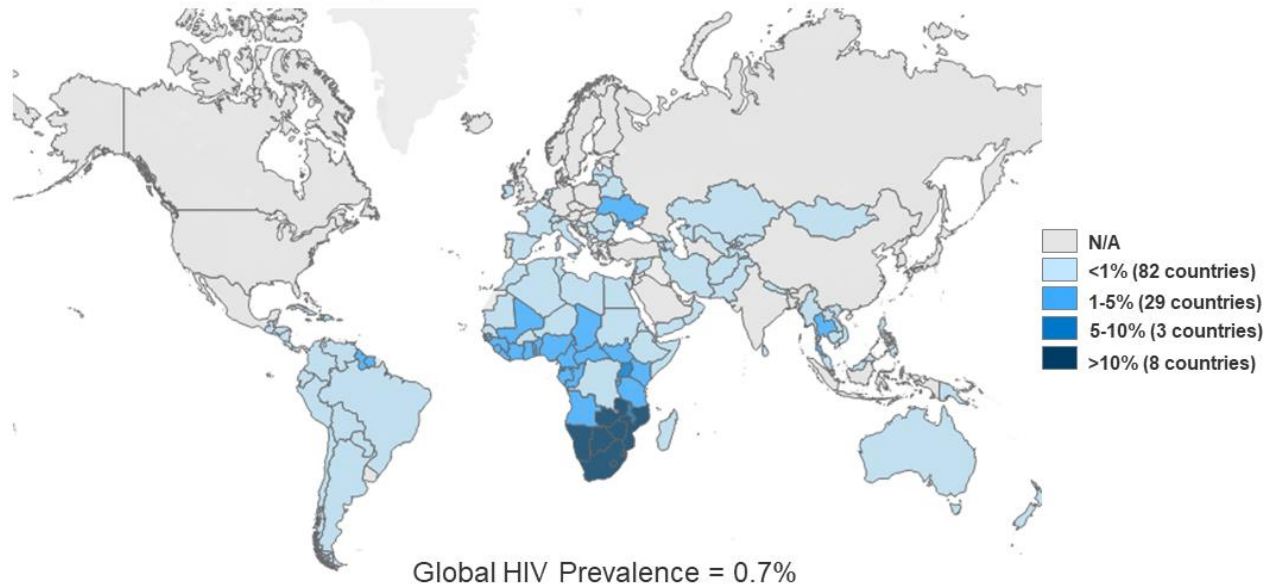 N/A
<1% (82 countries)
1-5% (29 countries)
5-10% (3 countries)
>10% (8 countries)
Global HIV Prevalence = 0.7%